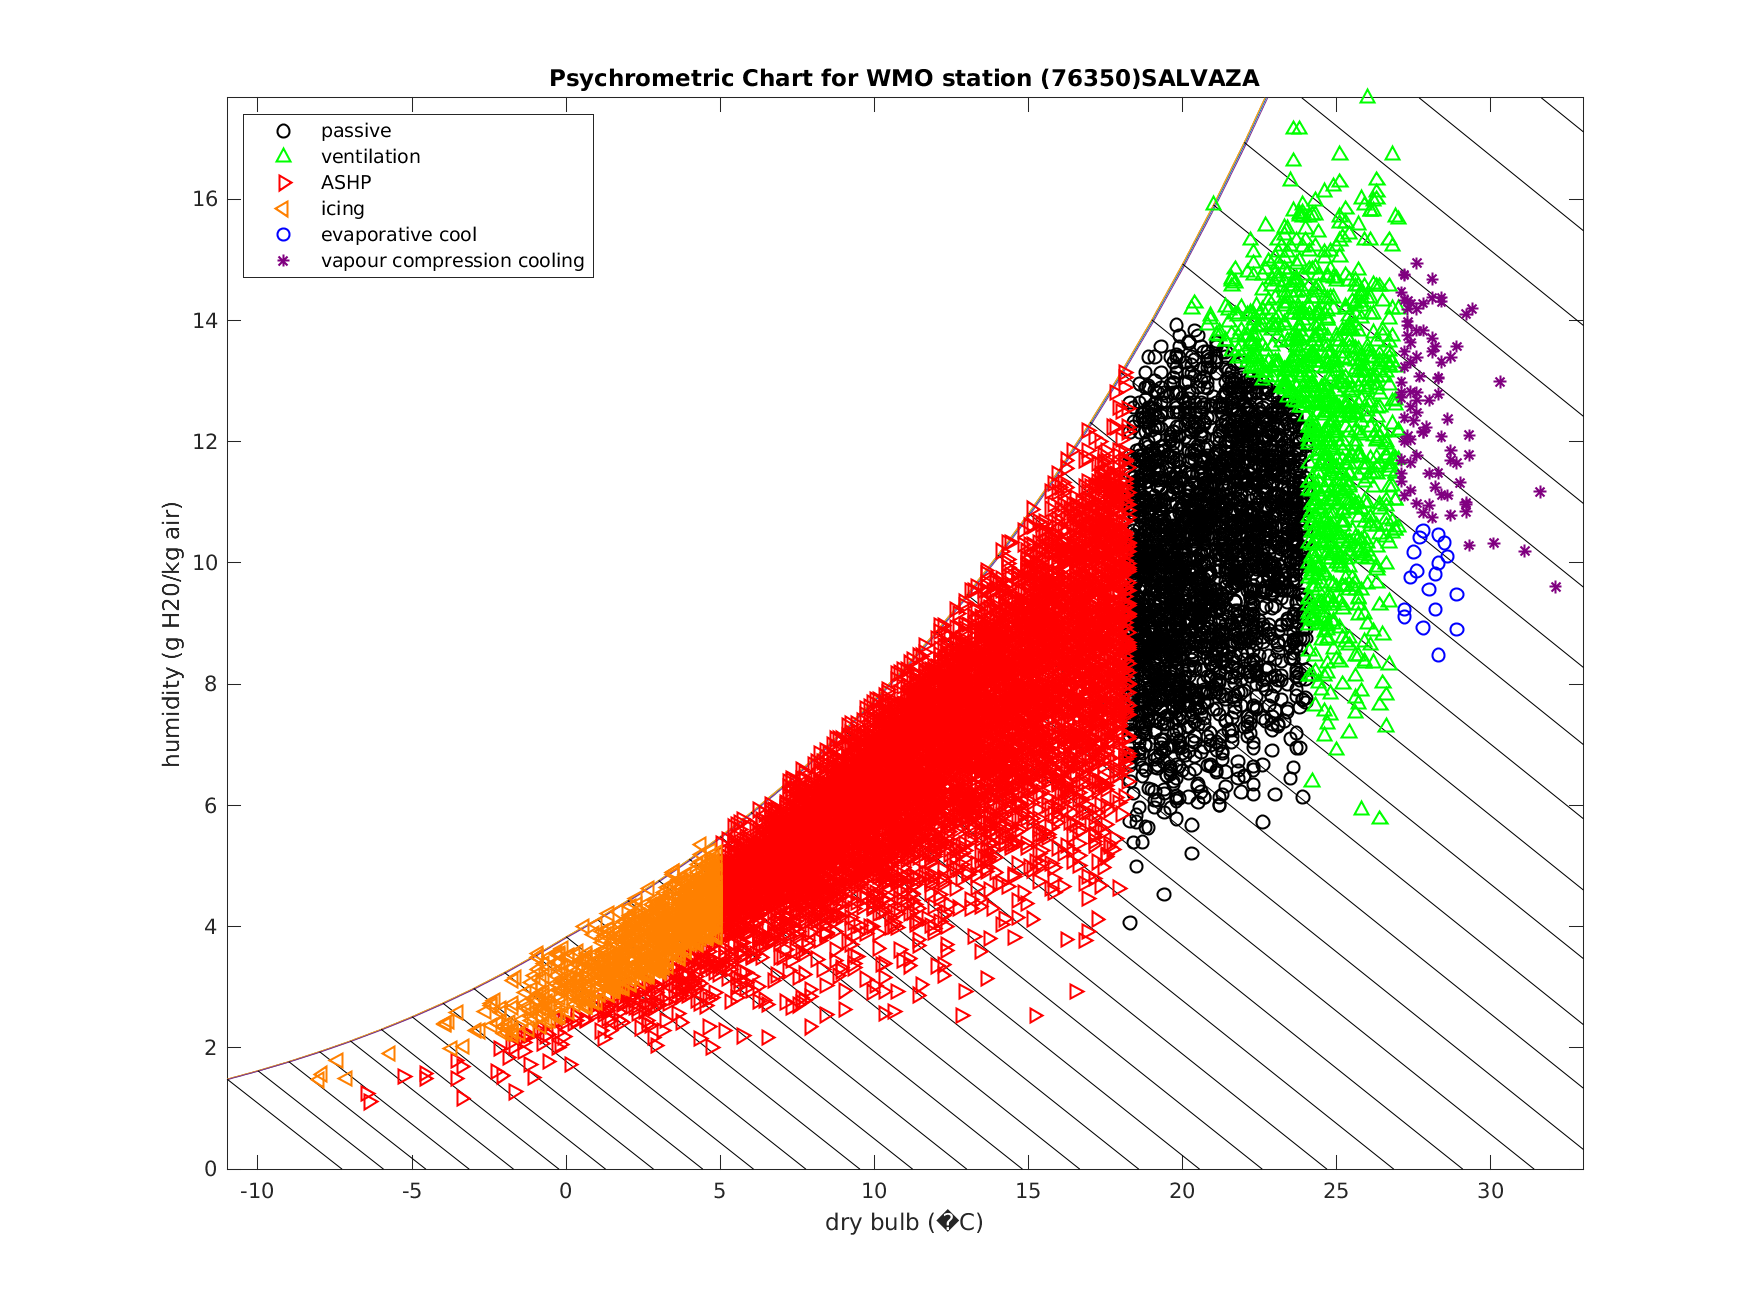 Psychrometric Chart for WMO station (76350)SALVAZA
passive
ventilation
ASHP
icing
evaporative cool
vapour compression cooling
humidity (g H20/kg air)
16
14
12
10
8
6
4
2
0
-10 -5 0 5 10 15 20 25 30
dry bulb (�C)